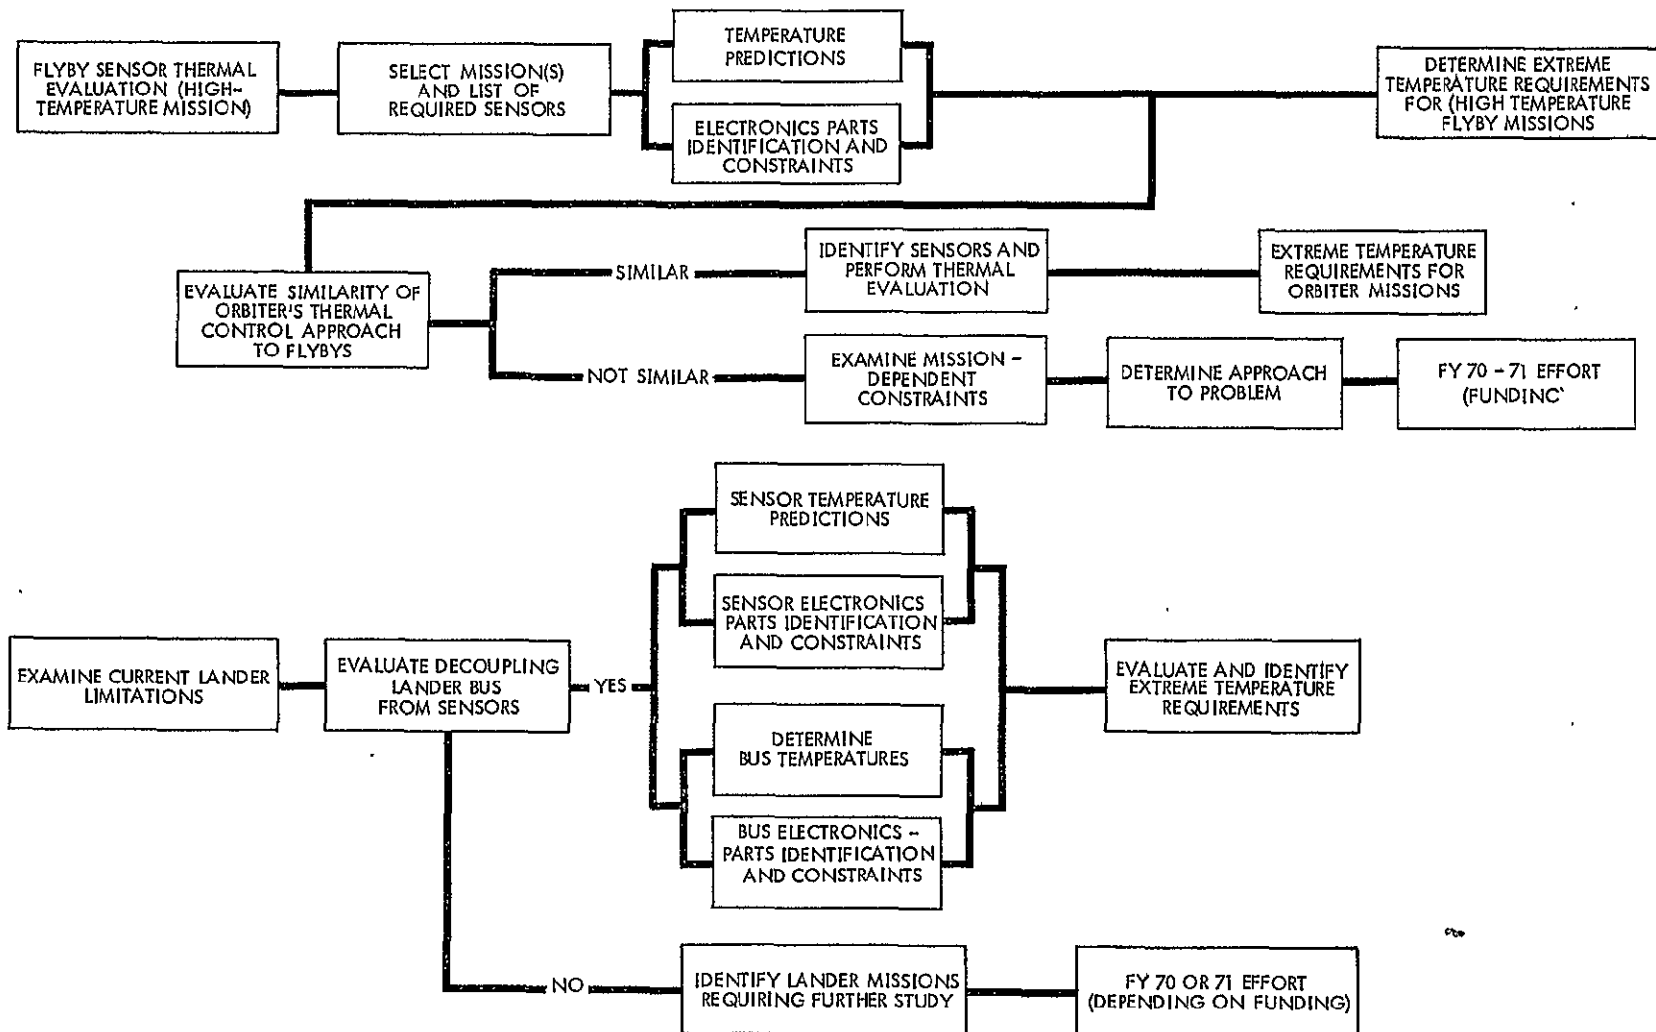 FLYBY SENSOR THERMAL
EVALUATION (HIGH-
TEMPERATURE MISSION)
SELECT MISSION(S)
AND LIST OF
REQUIRED SENSORS
TEMPERATURE
PREDICTIONS
ELECTRONICS PARTS
IDENTIFICATION AND
CONSTRAINTS
DETERMINE EXTREME
TEMPERATURE REQUIREMENTS
FOR (HIGH TEMPERATURE
FLYBY MISSIONS
EVALUATE SIMILARITY OF
ORBITER'S THERMAL
CONTROL APPROACH
TO FLYBYS
SIMILAR
IDENTIFY SENSORS AND
PERFORM THERMAL
EVALUATION
EXTREME TEMPERATURE
REQUIREMENTS FOR
ORBITER MISSIONS
NOT SIMILAR
EXAMINE MISSION -
DEPENDENT
CONSTRAINTS
DETERMINE APPROACH
TO PROBLEM
FY 70 - 71 EFFORT
EXAMINE CURRENT LANDER
LIMITATIONS
EVALUATE DECOUPLING
LANDER BUS
FROM SENSORS
YES
SENSOR TEMPERATURE
PREDICTIONS
SENSOR ELECTRONICS
PARTS IDENTIFICATION
AND CONSTRAINTS
DETERMINE
BUS TEMPERATURES
BUS ELECTRONICS -
PARTS IDENTIFICATION
AND CONSTRAINTS
EVALUATE AND IDENTIFY
EXTREME TEMPERATURE
REQUIREMENTS
NO
IDENTIFY LANDER MISSIONS
REQUIRING FURTHER STUDY
FY 70 OR 71 EFFORT
(DEPENDING ON FUNDING)